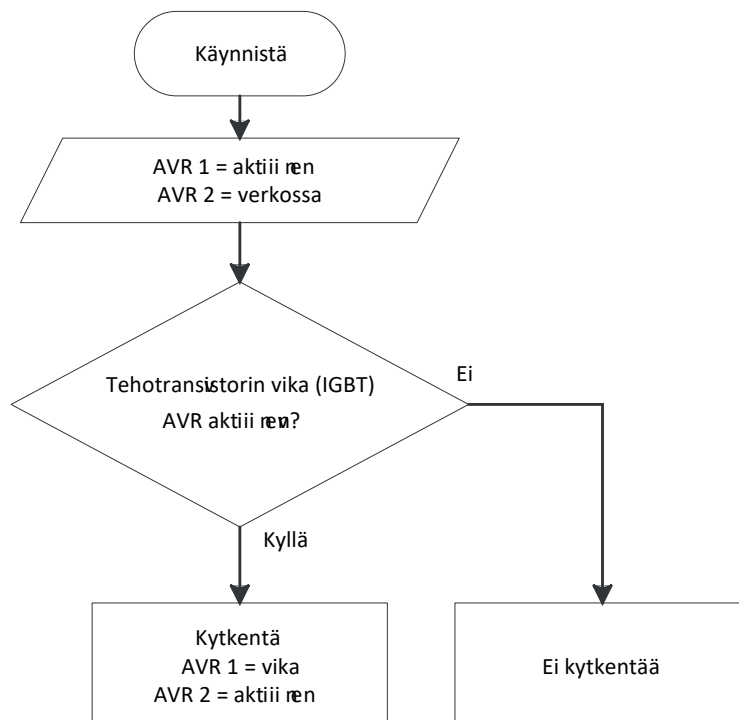 Käynnistä
AVR 1 = aktiii nen
AVR 2 = verkossa
Tehotransistorin vika (IGBT)
AVR aktiii nen?
Ei
Kyllä
Kytkentä
AVR 1 = vika
AVR 2 = aktiii nen
Ei kytkentää